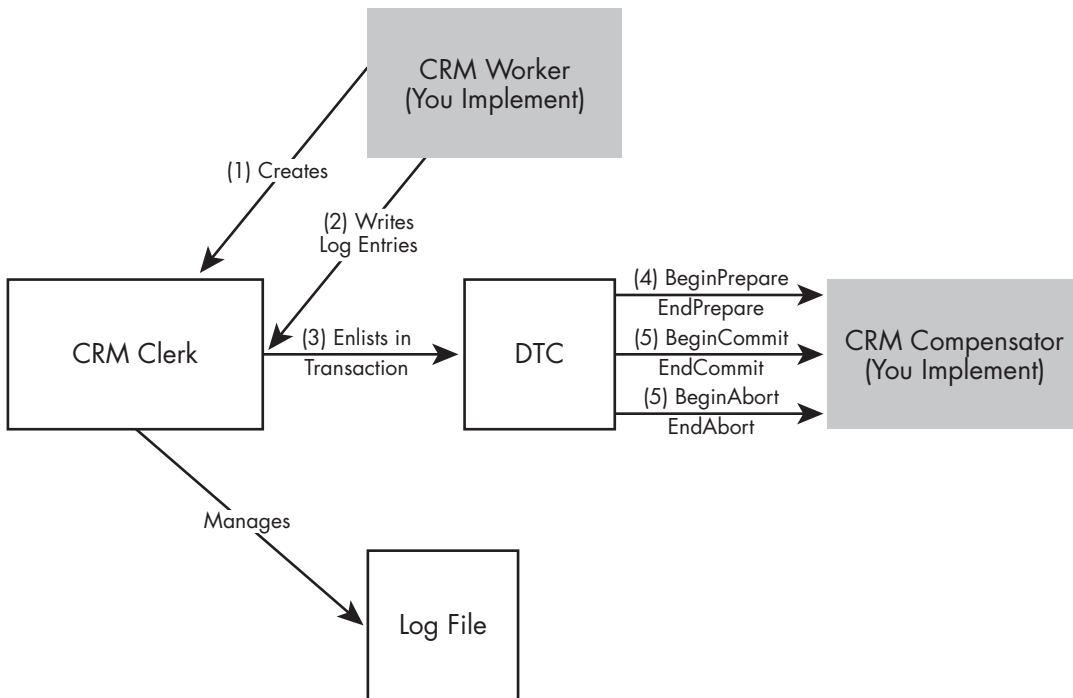 CRM Worker
(You Implement)
(1) Creates
(2) Writes
Log Entries
CRM Clerk
(3) Enlists in
Transaction
DTC
(4) BeginPrepare
EndPrepare
(5) BeginCommit
EndCommit
(5) BeginAbort
EndAbort
CRM Compensator
(You Implement)
Manages
Log File